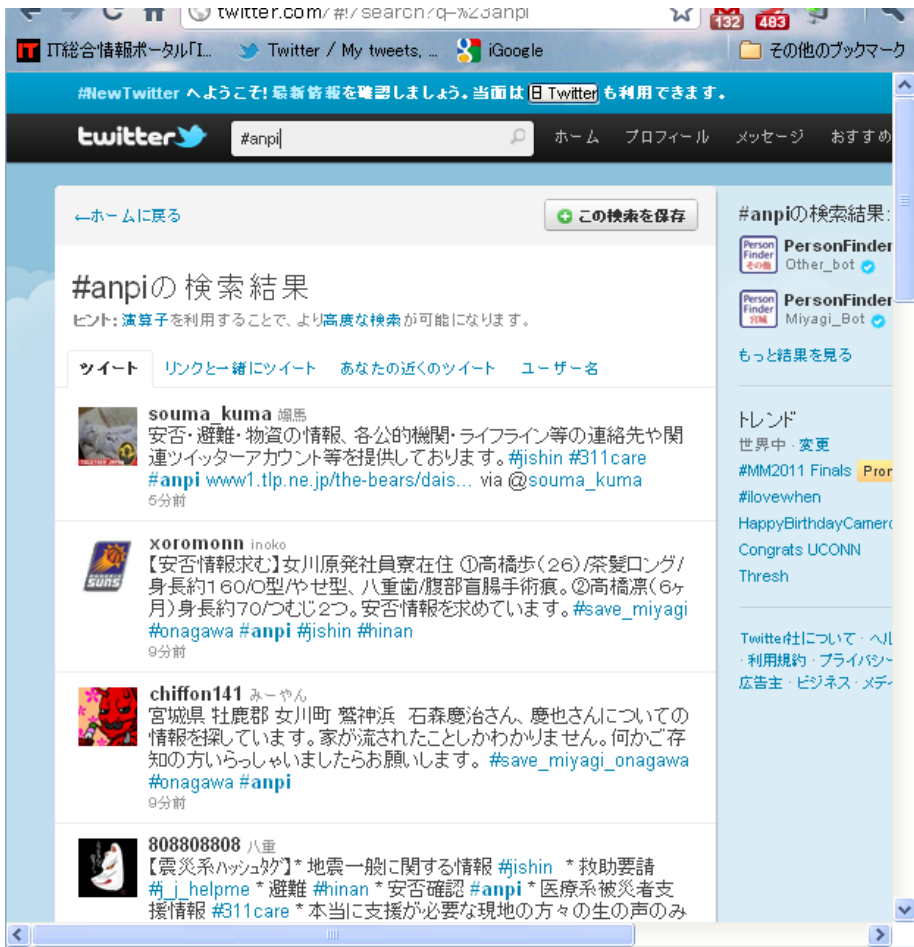 twitter.com/#!/search?q=%23anpi
132
483
IT総合情報ポータル「I...
Twitter / My tweets, ...
iGoogle
その他のブックマーク
#NewTwitter へようこそ! 最新情報を確認しましょう。当面は 旧 Twitter も利用できます。
twitter
#anpi
ホーム
プロフィール
メッセージ
おすすめ
←ホームに戻る
この検索を保存
#anpiの検索結果
ヒント: 演算子を利用することで、より高度な検索が可能になります。
ツイート
リンクと一緒にツイート
あなたの近くのツイート
ユーザー名
souma_kuma 颯馬
安否・避難・物資の情報、各公的機関・ライフライン等の連絡先や関
連ツイッターアカウント等を提供しております。#jishin #311care
#anpi www1.tlp.ne.jp/the-bears/dais... via @souma_kuma
5分前
xoromonn inoko
【安否情報求む】女川原発社員寮在住 ①高橋歩(26)/茶髪ロング/
身長約160/O型/やせ型、八重歯/腹部盲腸手術痕。②高橋凛(6ヶ
月)身長約70/つむじ2つ。安否情報を求めています。#save_miyagi
#onagawa #anpi #jishin #hinan
9分前
chiffon141 みーやん
宮城県 牡鹿郡 女川町 鷲神浜 石森慶治さん、慶也さんについての
情報を探しています。家が流されたことしかわかりません。何かご存
知の方いらっしゃいましたらお願いします。 #save_miyagi_onagawa
#onagawa #anpi
9分前
808808808 八重
【震災系ハッシュタグ】* 地震一般に関する情報 #jishin * 救助要請
#j_j_helpme * 避難 #hinan * 安否確認 #anpi * 医療系被災者支
援情報 #311care * 本当に支援が必要な現地の方々の生の声のみ
#anpiの検索結果:
Person Finder その他
PersonFinder
Other_bot
Person Finder 宮城
PersonFinder
Miyagi_Bot
もっと結果を見る
トレンド
世界中 · 変更
#MM2011 Finals Pror
#ilovewhen
HappyBirthdayCamero
Congrats UCONN
Thresh
Twitter社について · ヘル
· 利用規約 · プライバシー
広告主 · ビジネス · メデ